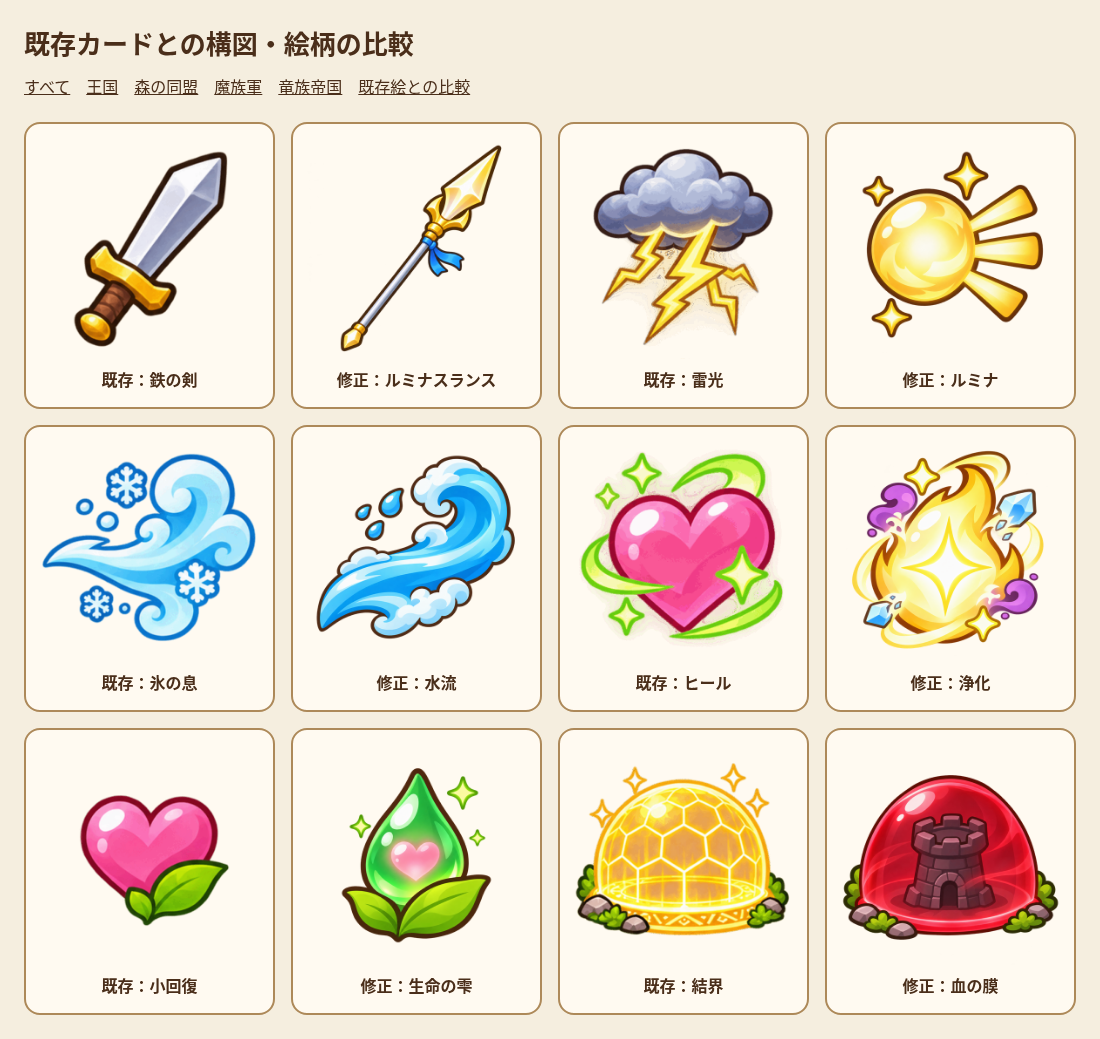 既存カードとの構図・絵柄の比較
すべて 王国 森の同盟 魔族軍 竜族帝国 既存絵との比較
既存：鉄の剣 修正：ルミナスランス 既存：雷光 修正：ルミナ
既存：氷の息 修正：水流 既存：ヒール 修正：浄化
既存：小回復 修正：生命の雫 既存：結界 修正：血の膜